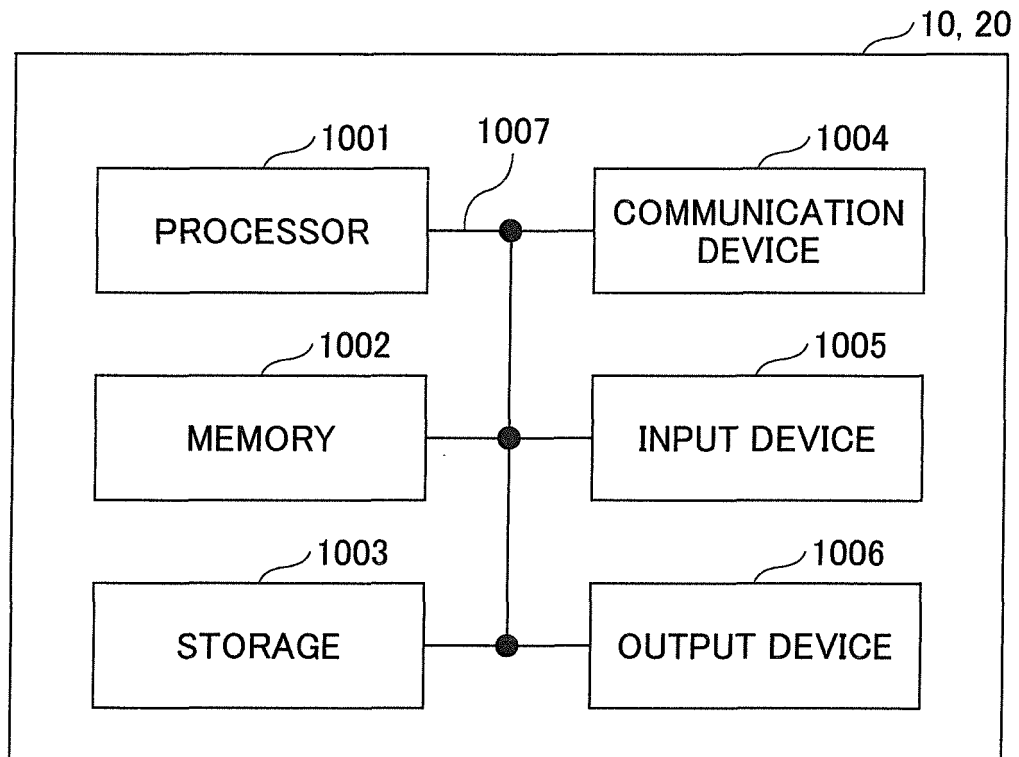 10, 20
1001
1007
1004
PROCESSOR
COMMUNICATION
DEVICE
1002
1005
MEMORY
INPUT DEVICE
1003
1006
STORAGE
OUTPUT DEVICE